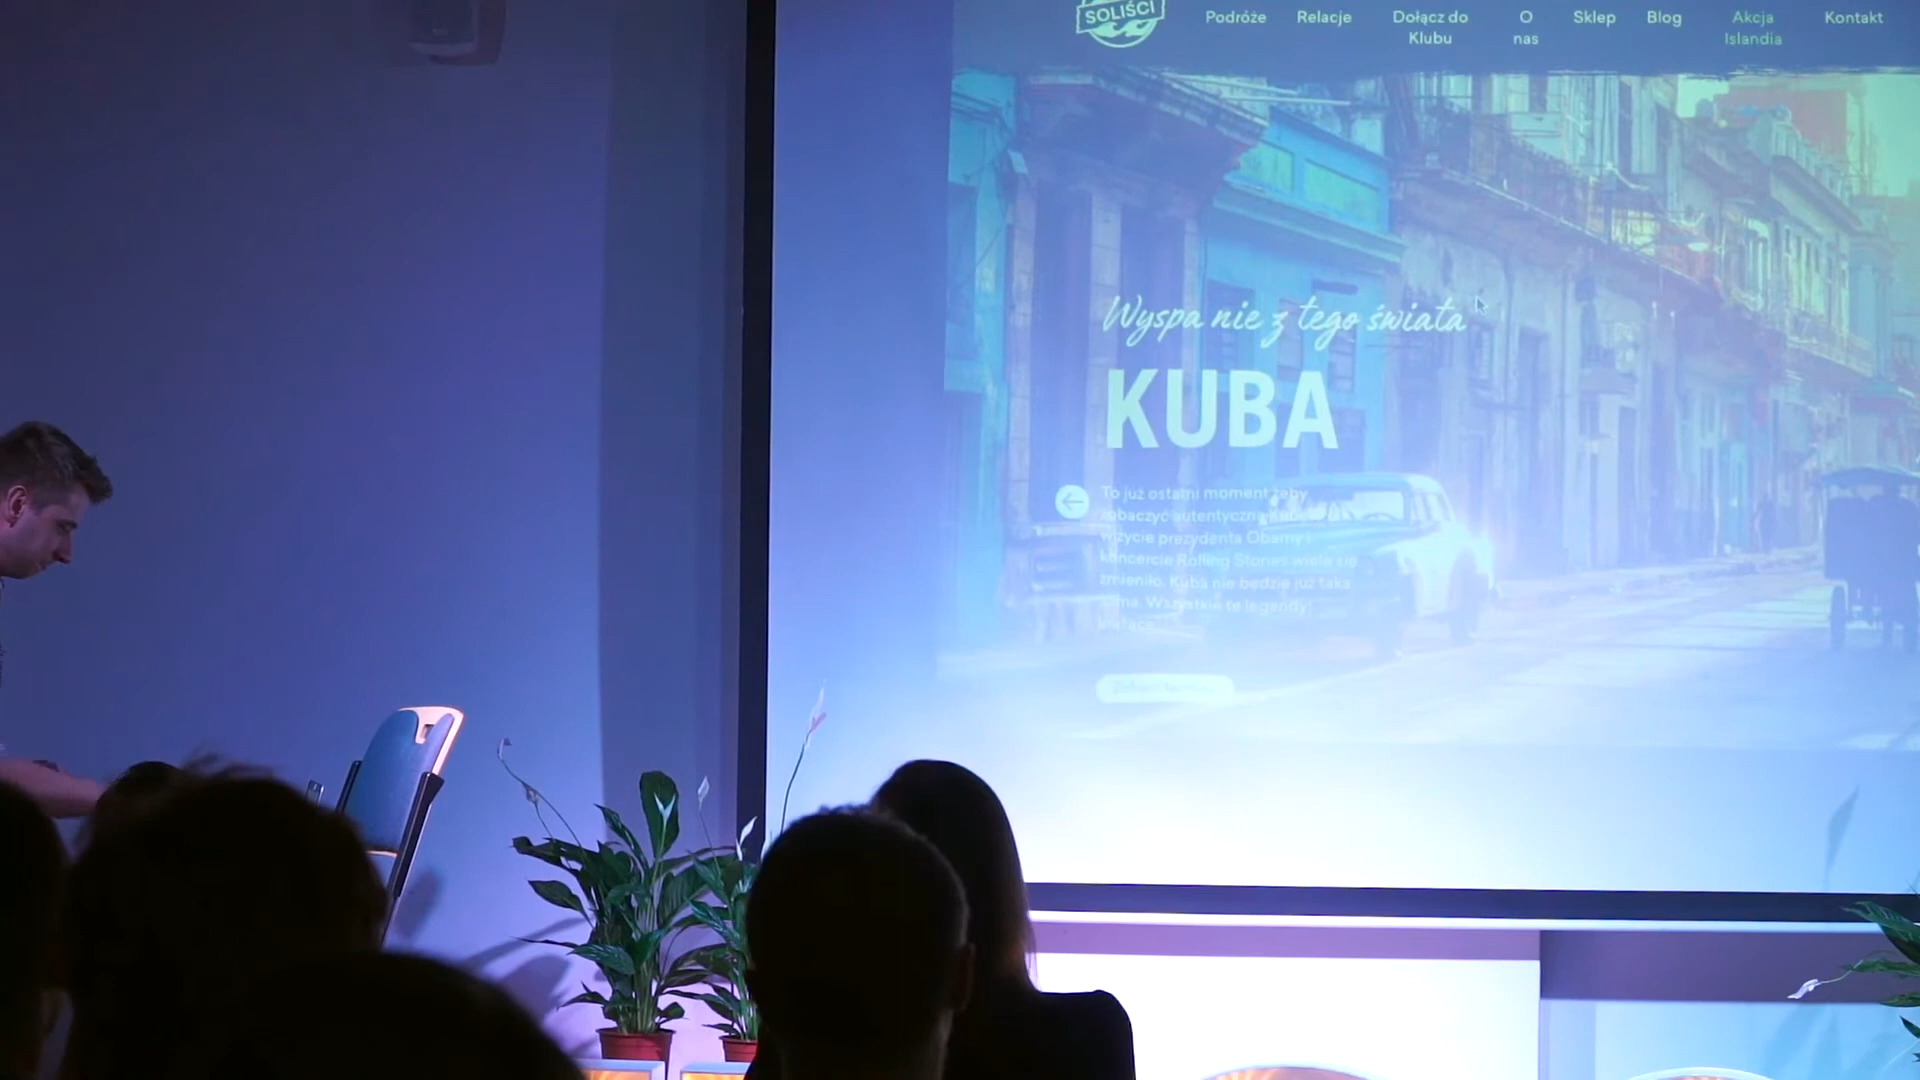 SOLIŚCI
Podróże Relacje Dołącz do Klubu O nas Sklep Blog Akcja Islandia Kontakt
Wyspa nie z tego świata
KUBA
To już ostatni moment żeby
zobaczyć autentyczną Kubę
wizycie prezydenta Obamy i
koncercie Rolling Stones wiele się
zmieniło. Kuba nie będzie już taka
sama. Wszystkie te legendy
krążące